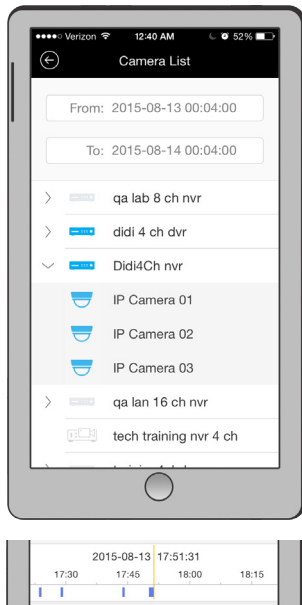 Verizon 12:40 AM 52%
Camera List
From: 2015-08-13 00:04:00
To: 2015-08-14 00:04:00
qa lab 8 ch nvr
didi 4 ch dvr
Didi4Ch nvr
IP Camera 01
IP Camera 02
IP Camera 03
qa lan 16 ch nvr
tech training nvr 4 ch
2015-08-13 17:51:31
17:30 17:45 18:00 18:15